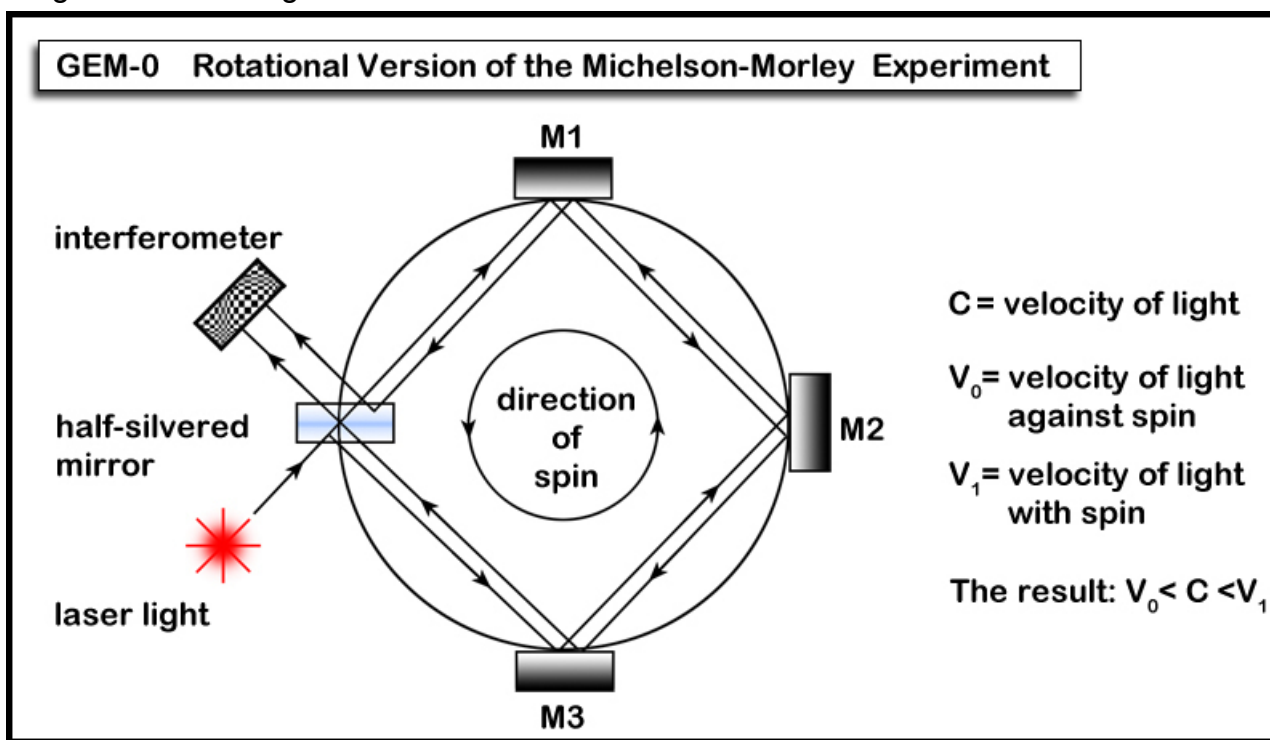 GEM-0 Rotational Version of the Michelson-Morley Experiment
M1
interferometer
half-silvered
mirror
laser light
direction
of
spin
M2
M3
C = velocity of light
V₀ = velocity of light
against spin
V₁ = velocity of light
with spin
The result: V₀ < C < V₁